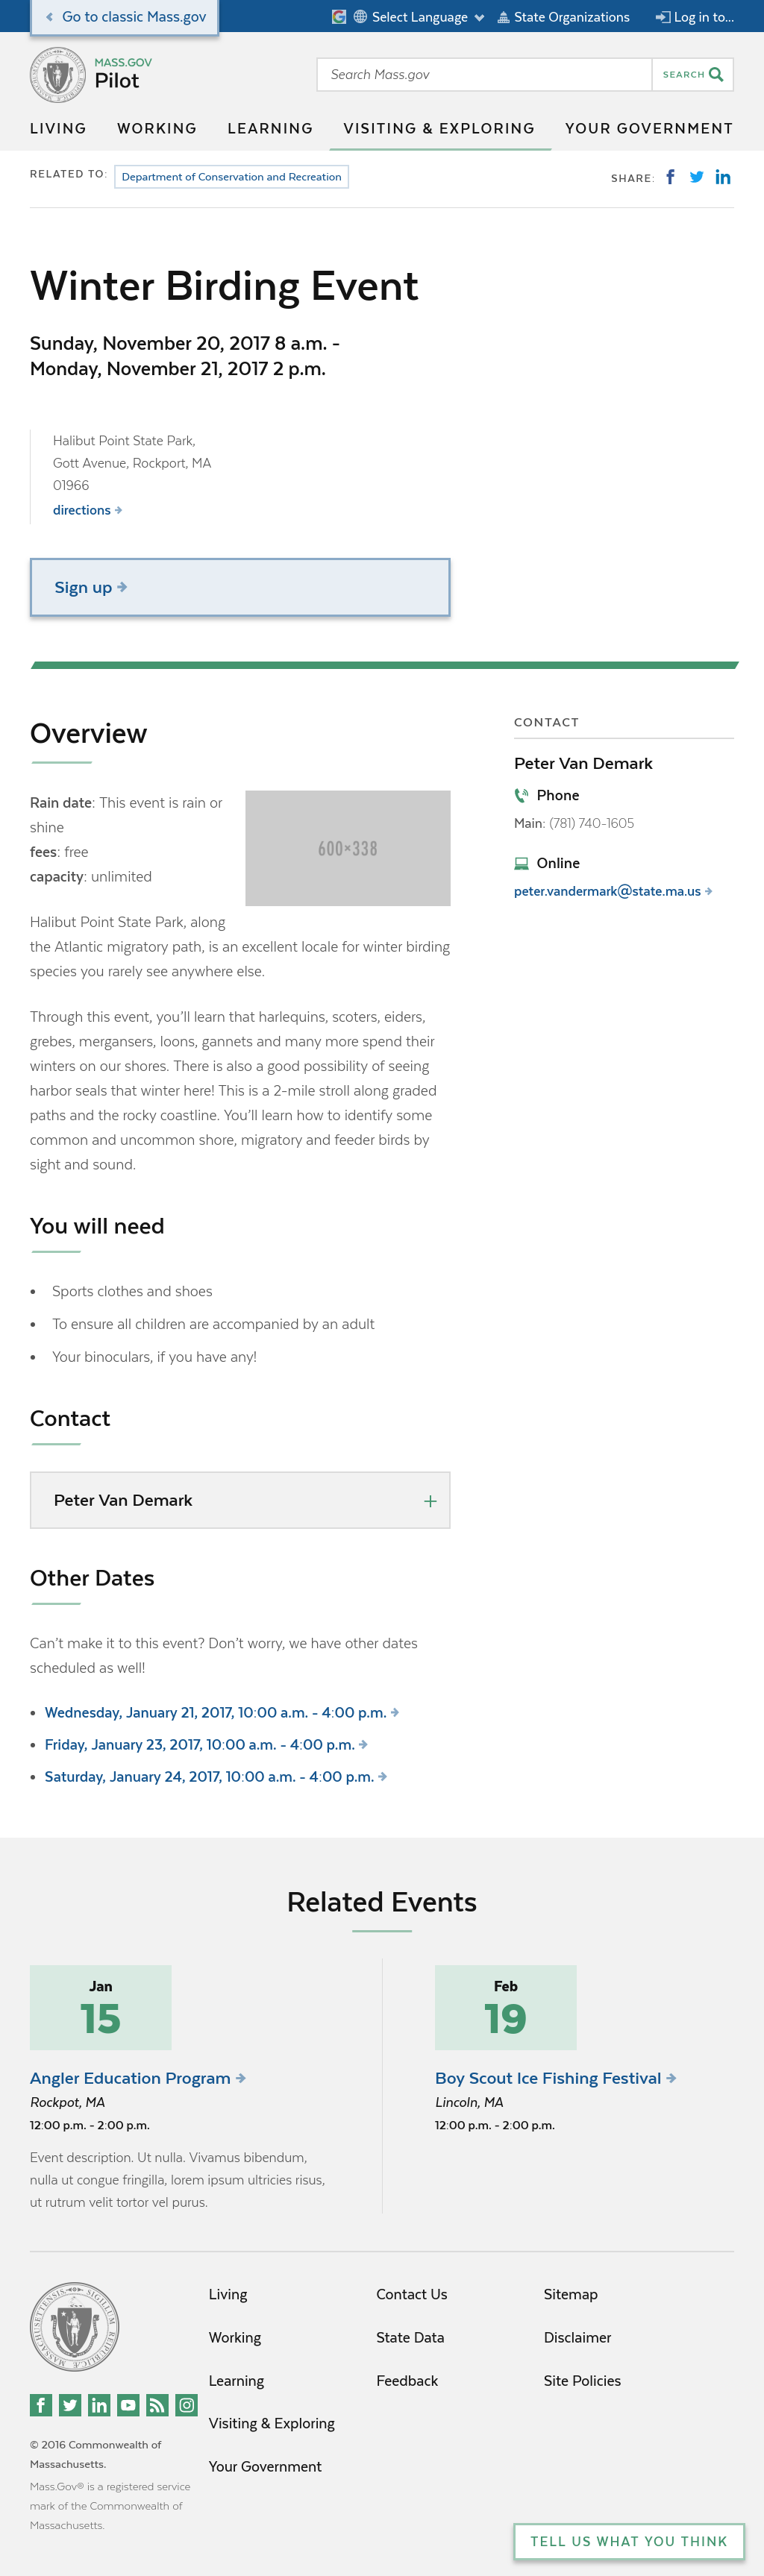 Go to classic Mass.gov
Select Language
State Organizations
Log in to...
MASS.GOV
Pilot
Search Mass.gov
SEARCH
LIVING
WORKING
LEARNING
VISITING & EXPLORING
YOUR GOVERNMENT
RELATED TO:
Department of Conservation and Recreation
SHARE:
Winter Birding Event
Sunday, November 20, 2017 8 a.m. -
Monday, November 21, 2017 2 p.m.
Halibut Point State Park,
Gott Avenue, Rockport, MA
01966
directions
Sign up
Overview
Rain date: This event is rain or
shine
fees: free
capacity: unlimited
600×338
Halibut Point State Park, along
the Atlantic migratory path, is an excellent locale for winter birding
species you rarely see anywhere else.
Through this event, you'll learn that harlequins, scoters, eiders,
grebes, mergansers, loons, gannets and many more spend their
winters on our shores. There is also a good possibility of seeing
harbor seals that winter here! This is a 2-mile stroll along graded
paths and the rocky coastline. You'll learn how to identify some
common and uncommon shore, migratory and feeder birds by
sight and sound.
You will need
• Sports clothes and shoes
• To ensure all children are accompanied by an adult
• Your binoculars, if you have any!
Contact
Peter Van Demark
Other Dates
Can't make it to this event? Don't worry, we have other dates
scheduled as well!
• Wednesday, January 21, 2017, 10:00 a.m. - 4:00 p.m.
• Friday, January 23, 2017, 10:00 a.m. - 4:00 p.m.
• Saturday, January 24, 2017, 10:00 a.m. - 4:00 p.m.
CONTACT
Peter Van Demark
Phone
Main: (781) 740-1605
Online
peter.vandermark@state.ma.us
Related Events
Jan
15
Angler Education Program
Rockpot, MA
12:00 p.m. - 2:00 p.m.
Event description. Ut nulla. Vivamus bibendum,
nulla ut congue fringilla, lorem ipsum ultricies risus,
ut rutrum velit tortor vel purus.
Feb
19
Boy Scout Ice Fishing Festival
Lincoln, MA
12:00 p.m. - 2:00 p.m.
Living
Working
Learning
Visiting & Exploring
Your Government
Contact Us
State Data
Feedback
Sitemap
Disclaimer
Site Policies
© 2016 Commonwealth of
Massachusetts.
Mass.Gov® is a registered service
mark of the Commonwealth of
Massachusetts.
TELL US WHAT YOU THINK